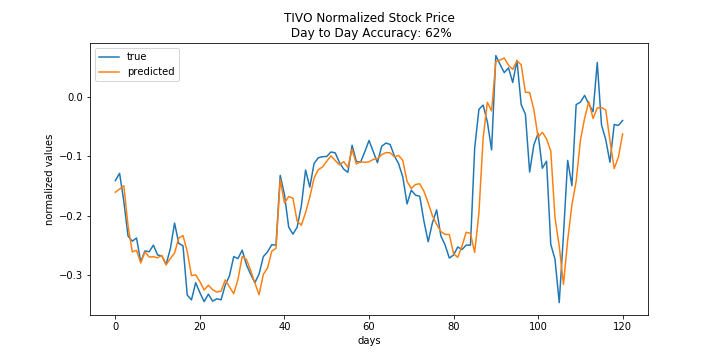 TIVO Normalized Stock Price
Day to Day Accuracy: 62%
true
predicted
0.0
−0.1
−0.2
−0.3
normalized values
0
20
40
60
80
100
120
days